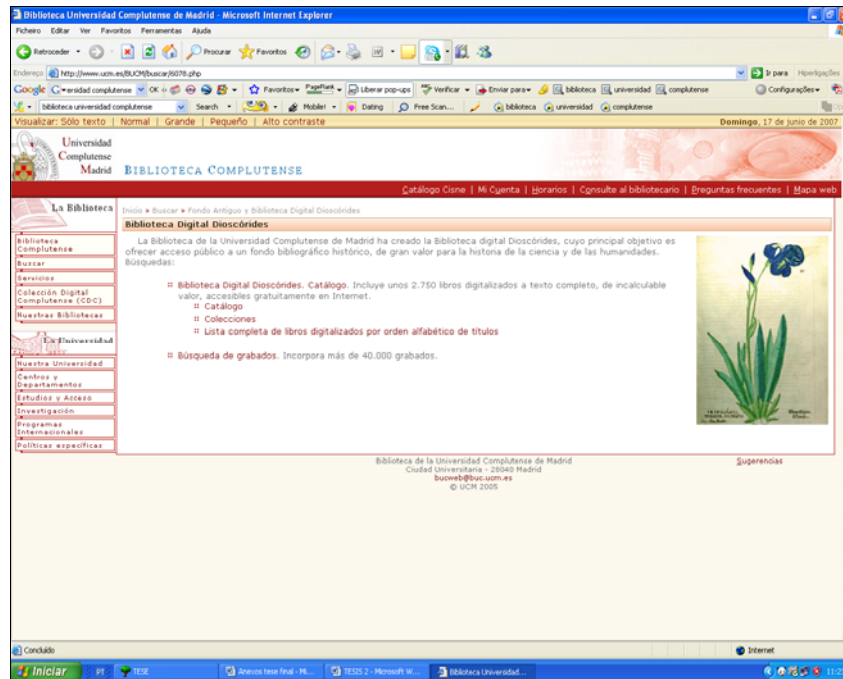 Biblioteca Universidad Complutense de Madrid - Microsoft Internet Explorer
Ficheiro Editar Ver Favoritos Ferramentas Ajuda
Retroceder Procurar Favoritos
Endereço http://www.ucm.es/BUCM/buscar/6078.php Ir para Hiperligações
Google ersidad complutense OK Favoritos PageRank Liberar pop-ups Verificar Enviar para biblioteca universidad complutense Configurações
biblioteca universidad complutense Search Mobile! Dating Free Scan... biblioteca universidad complutense
Visualizar: Sólo texto | Normal | Grande | Pequeño | Alto contraste Domingo, 17 de junio de 2007
Universidad
Complutense
Madrid BIBLIOTECA COMPLUTENSE
Catálogo Cisne | Mi Cuenta | Horarios | Consulte al bibliotecario | Preguntas frecuentes | Mapa web
La Biblioteca
Inicio Buscar Fondo Antiguo y Biblioteca Digital Dioscórides
Biblioteca Digital Dioscórides
Biblioteca
Complutense
Buscar
Servicios
Colección Digital
Complutense (CDC)
Nuestras Bibliotecas
La Universidad
Nuestra Universidad
Centros y
Departamentos
Estudios y Acceso
Investigación
Programas
Internacionales
Políticas específicas
La Biblioteca de la Universidad Complutense de Madrid ha creado la Biblioteca digital Dioscórides, cuyo principal objetivo es
ofrecer acceso público a un fondo bibliográfico histórico, de gran valor para la historia de la ciencia y de las humanidades.
Búsquedas:
Biblioteca Digital Dioscórides. Catálogo. Incluye unos 2.750 libros digitalizados a texto completo, de incalculable
valor, accesibles gratuitamente en Internet.
Catálogo
Colecciones
Lista completa de libros digitalizados por orden alfabético de títulos
Búsqueda de grabados. Incorpora más de 40.000 grabados.
Biblioteca de la Universidad Complutense de Madrid
Ciudad Universitaria - 28040 Madrid
bucweb@buc.ucm.es
© UCM 2005
Sugerencias
Concluído Internet
Iniciar PT TESE Anexos tese final - Mi... TESIS 2 - Microsoft W... Biblioteca Universidad...